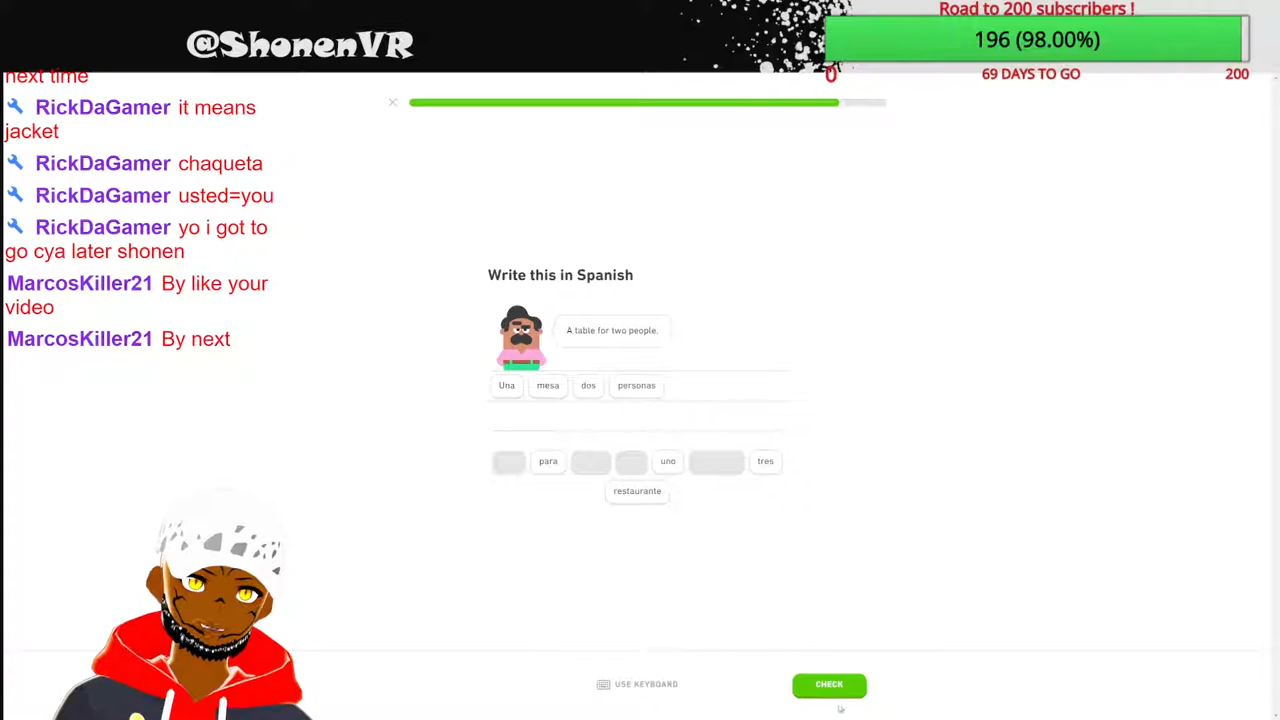 @ShonenVR
Road to 200 subscribers !
196 (98.00%)
0
69 DAYS TO GO
200
next time
RickDaGamer it means
jacket
RickDaGamer chaqueta
RickDaGamer usted=you
RickDaGamer yo i got to
go cya later shonen
MarcosKiller21 By like your
video
MarcosKiller21 By next
Write this in Spanish
A table for two people.
Una mesa dos personas
para uno tres
restaurante
USE KEYBOARD
CHECK